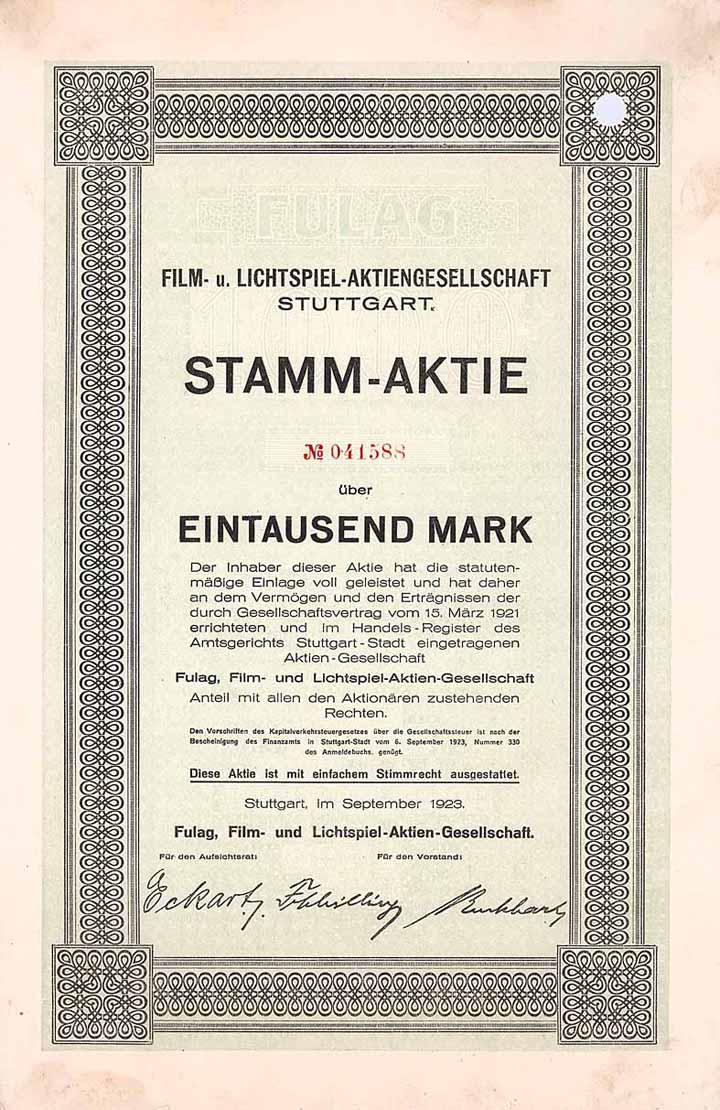 FULAG
FILM- u. LICHTSPIEL-AKTIENGESELLSCHAFT
STUTTGART.
1000
STAMM-AKTIE
№ 041588
über
EINTAUSEND MARK
Der Inhaber dieser Aktie hat die statuten-
mäßige Einlage voll geleistet und hat daher
an dem Vermögen und den Erträgnissen der
durch Gesellschaftsvertrag vom 15. März 1921
errichteten und im Handels-Register des
Amtsgerichts Stuttgart-Stadt eingetragenen
Aktien-Gesellschaft
Fulag, Film- und Lichtspiel-Aktien-Gesellschaft
Anteil mit allen den Aktionären zustehenden
Rechten.
Den Vorschriften des Kapitalverkehrsteuergesetzes über die Gesellschaftssteuer ist nach der
Bescheinigung des Finanzamts in Stuttgart-Stadt vom 6. September 1923, Nummer 330
des Anmeldebuchs. genügt.
Diese Aktie ist mit einfachem Stimmrecht ausgestattet.
Stuttgart, im September 1923.
Fulag, Film- und Lichtspiel-Aktien-Gesellschaft.
Für den Aufsichtsrat: Für den Vorstand:
Eckart. Burkhardt